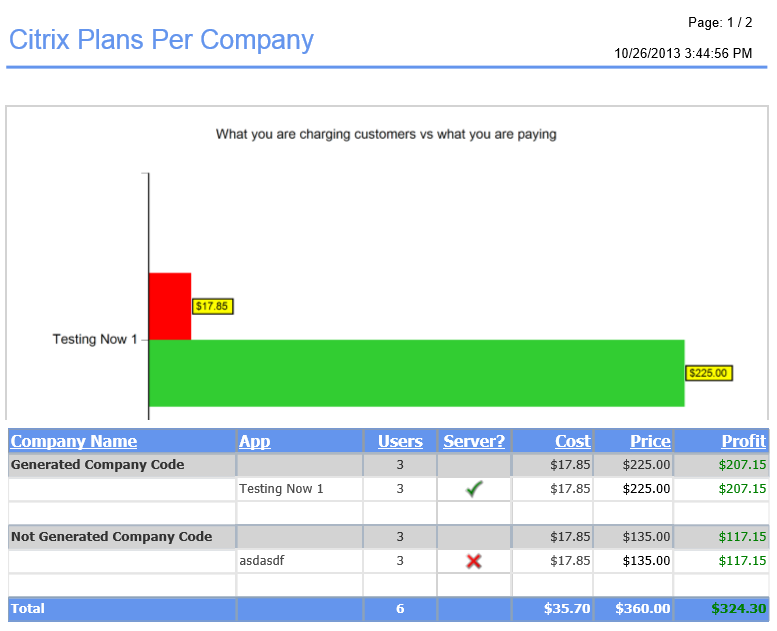 Page: 1 / 2
Citrix Plans Per Company
10/26/2013 3:44:56 PM
What you are charging customers vs what you are paying
$17.85
Testing Now 1
$225.00
Company Name App Users Server? Cost Price Profit
Generated Company Code 3 $17.85 $225.00 $207.15
Testing Now 1 3 $17.85 $225.00 $207.15
Not Generated Company Code 3 $17.85 $135.00 $117.15
asdasdf 3 $17.85 $135.00 $117.15
Total 6 $35.70 $360.00 $324.30